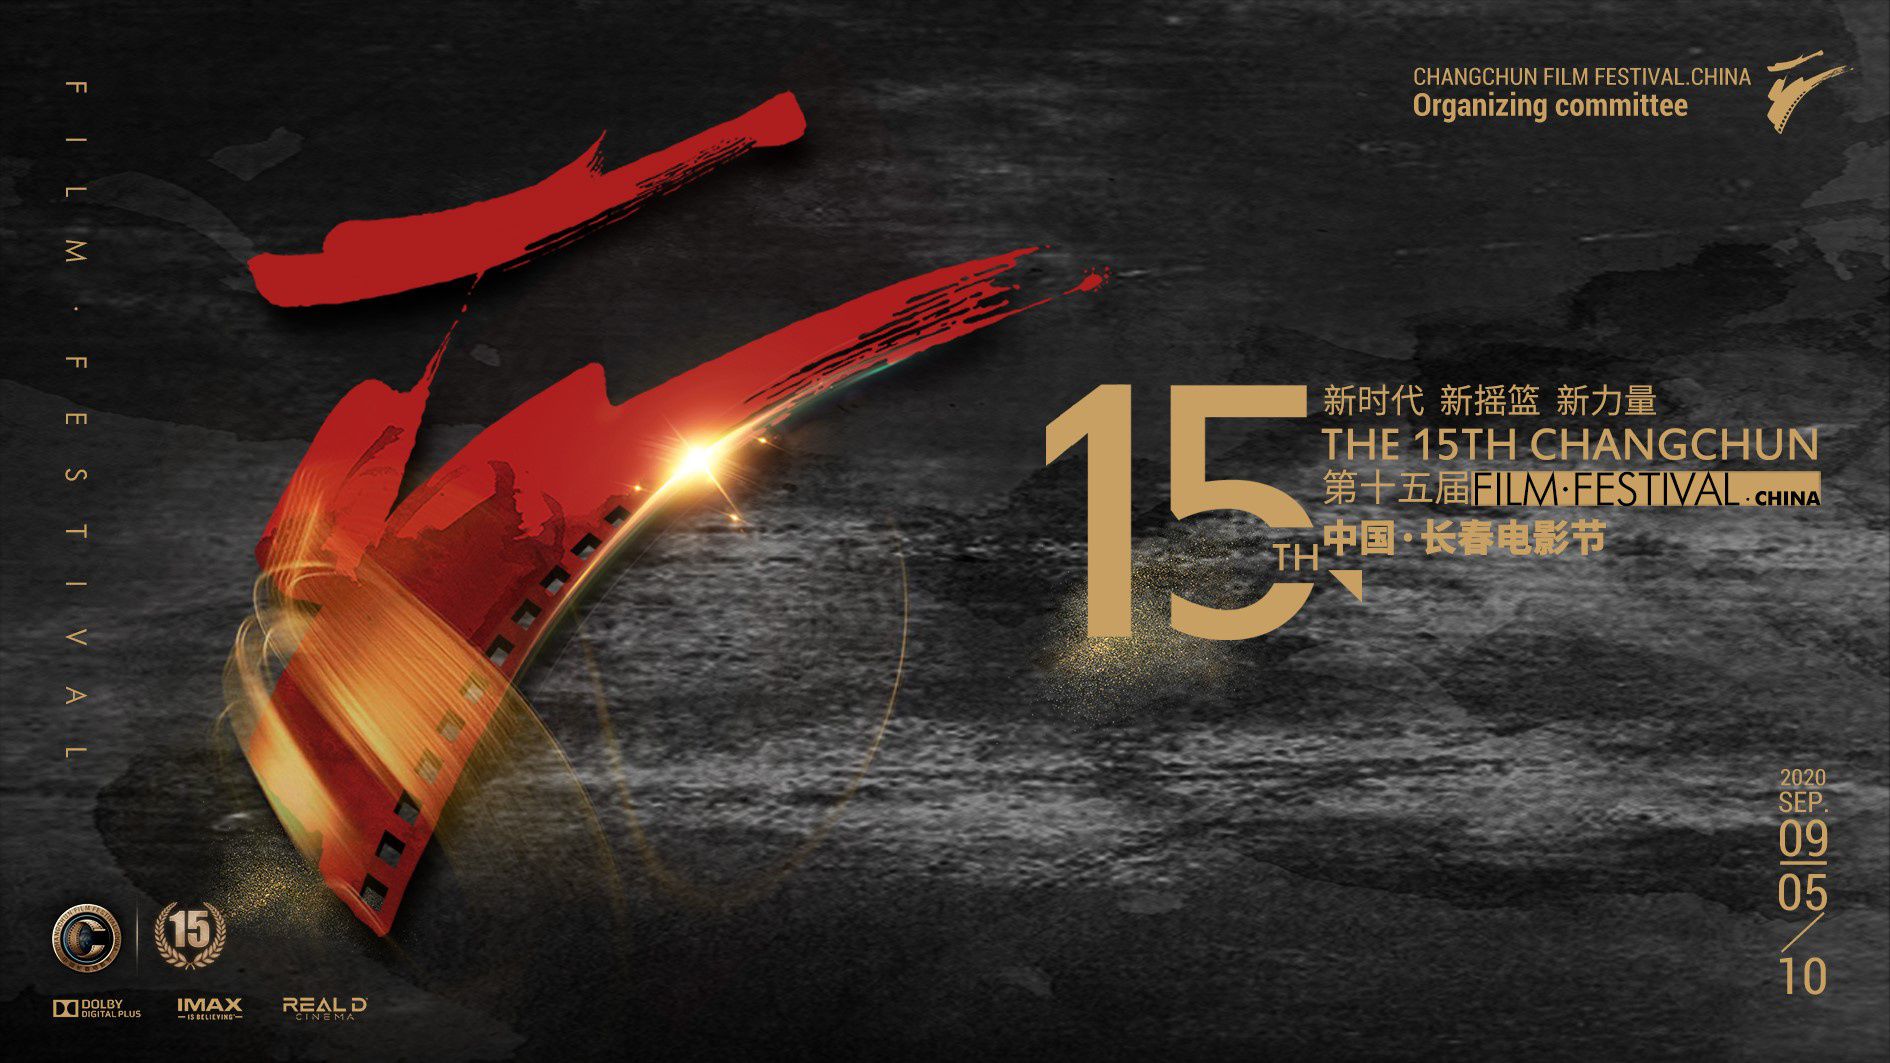 FILM·FESTIVAL
CHANGCHUN FILM FESTIVAL.CHINA
Organizing committee
15TH
新时代 新摇篮 新力量
THE 15TH CHANGCHUN
第十五届FILM·FESTIVAL·CHINA
中国·长春电影节
2020
SEP.
09
05
10
15
DOLBY
DIGITAL PLUS
IMAX
IS BELIEVING
REAL D
CINEMA